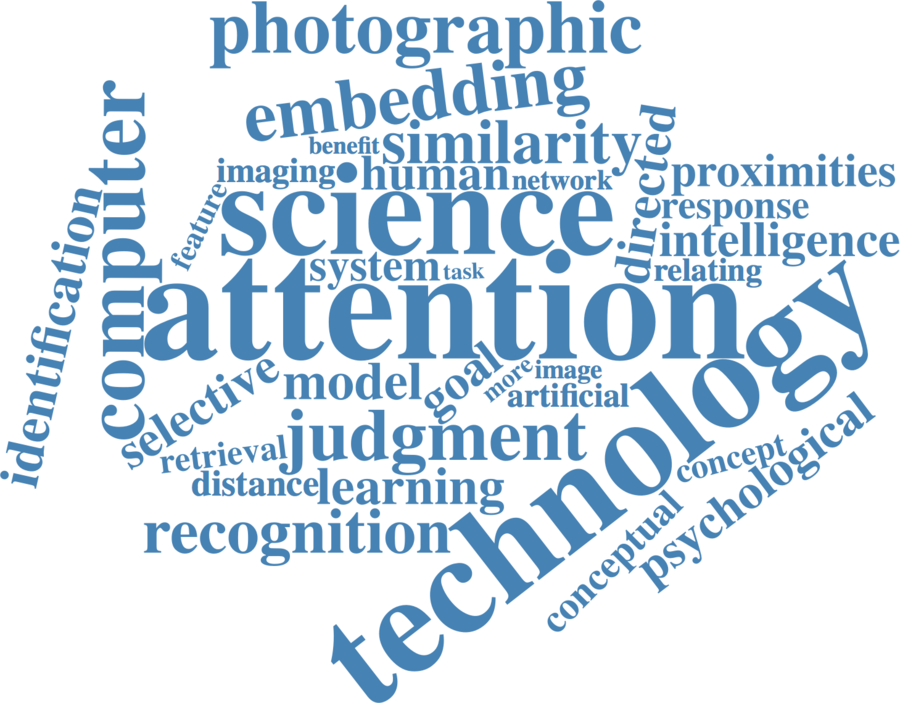 photographic
embedding
benefit
similarity
imaging
human
network
directed
proximities
computer
identification
feature
science
response
intelligence
system
task
relating
attention
technology
selective
model
goal
more
image
artificial
judgment
retrieval
concept
psychological
distance
learning
recognition
conceptual